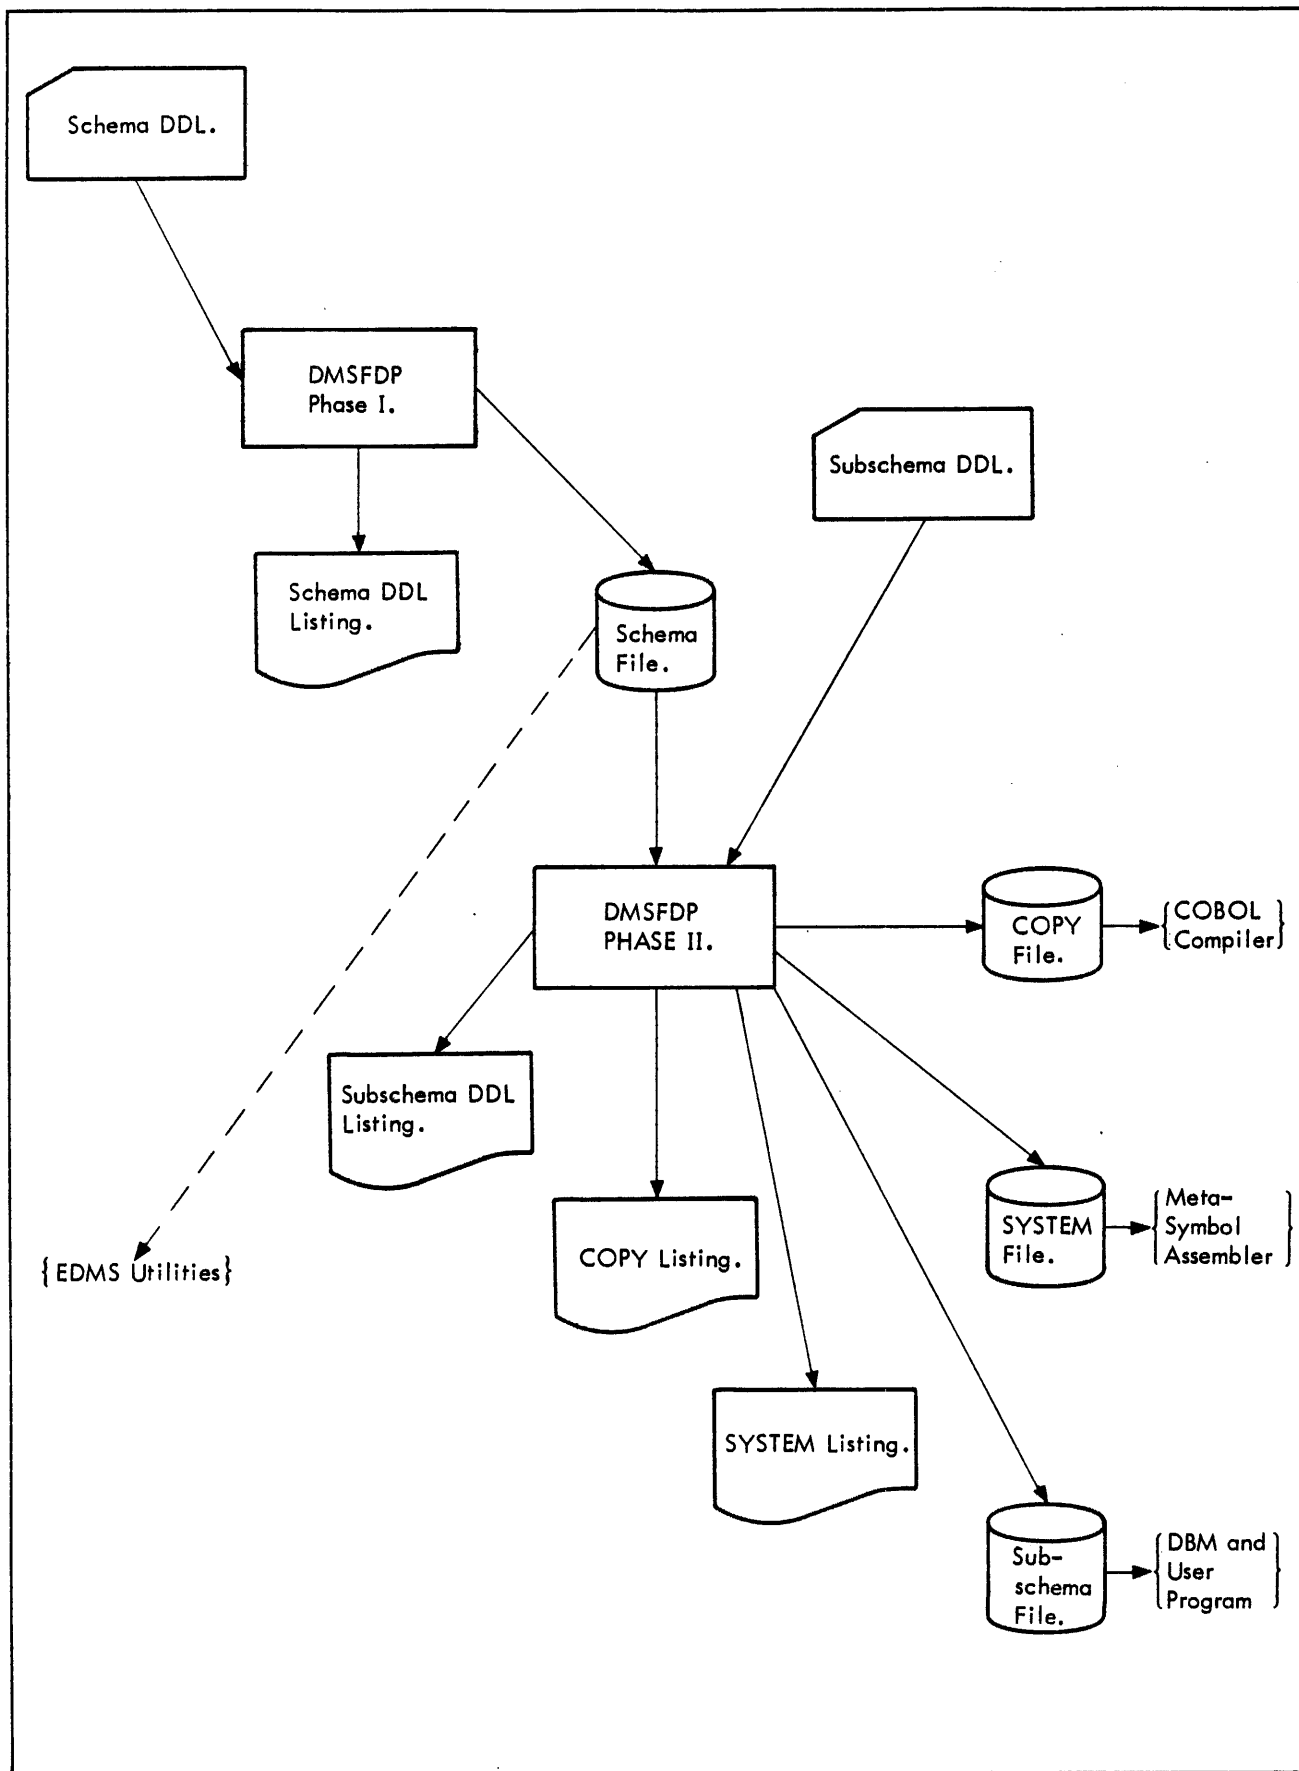 Schema DDL.
DMSFDP
Phase I.
Subschema DDL.
Schema DDL
Listing.
Schema
File.
DMSFDP
PHASE II.
COPY
File.
{COBOL
Compiler}
Subschema DDL
Listing.
COPY Listing.
SYSTEM
File.
{Meta-
Symbol
Assembler}
{EDMS Utilities}
SYSTEM Listing.
Sub-
schema
File.
{DBM and
User
Program}